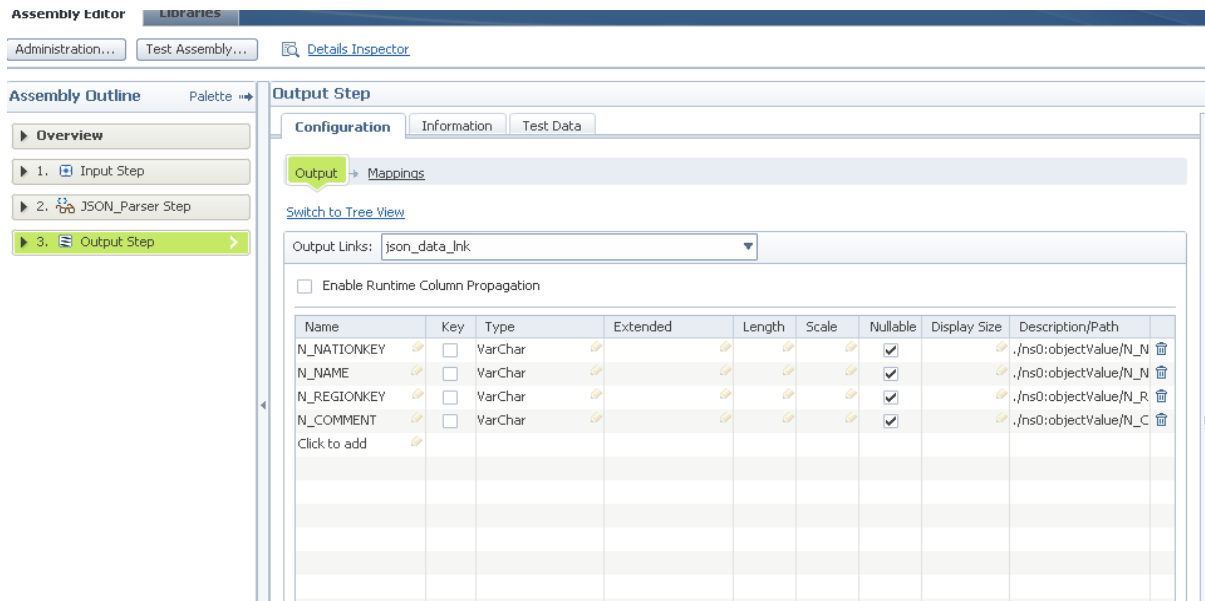 Assembly Editor Libraries
Administration... Test Assembly... Details Inspector
Assembly Outline Palette
Output Step
Overview
1. Input Step
2. JSON_Parser Step
3. Output Step
Configuration Information Test Data
Output Mappings
Switch to Tree View
Output Links: json_data_lnk
Enable Runtime Column Propagation
Name Key Type Extended Length Scale Nullable Display Size Description/Path
N_NATIONKEY VarChar ./ns0:objectValue/N_N
N_NAME VarChar ./ns0:objectValue/N_N
N_REGIONKEY VarChar ./ns0:objectValue/N_R
N_COMMENT VarChar ./ns0:objectValue/N_C
Click to add